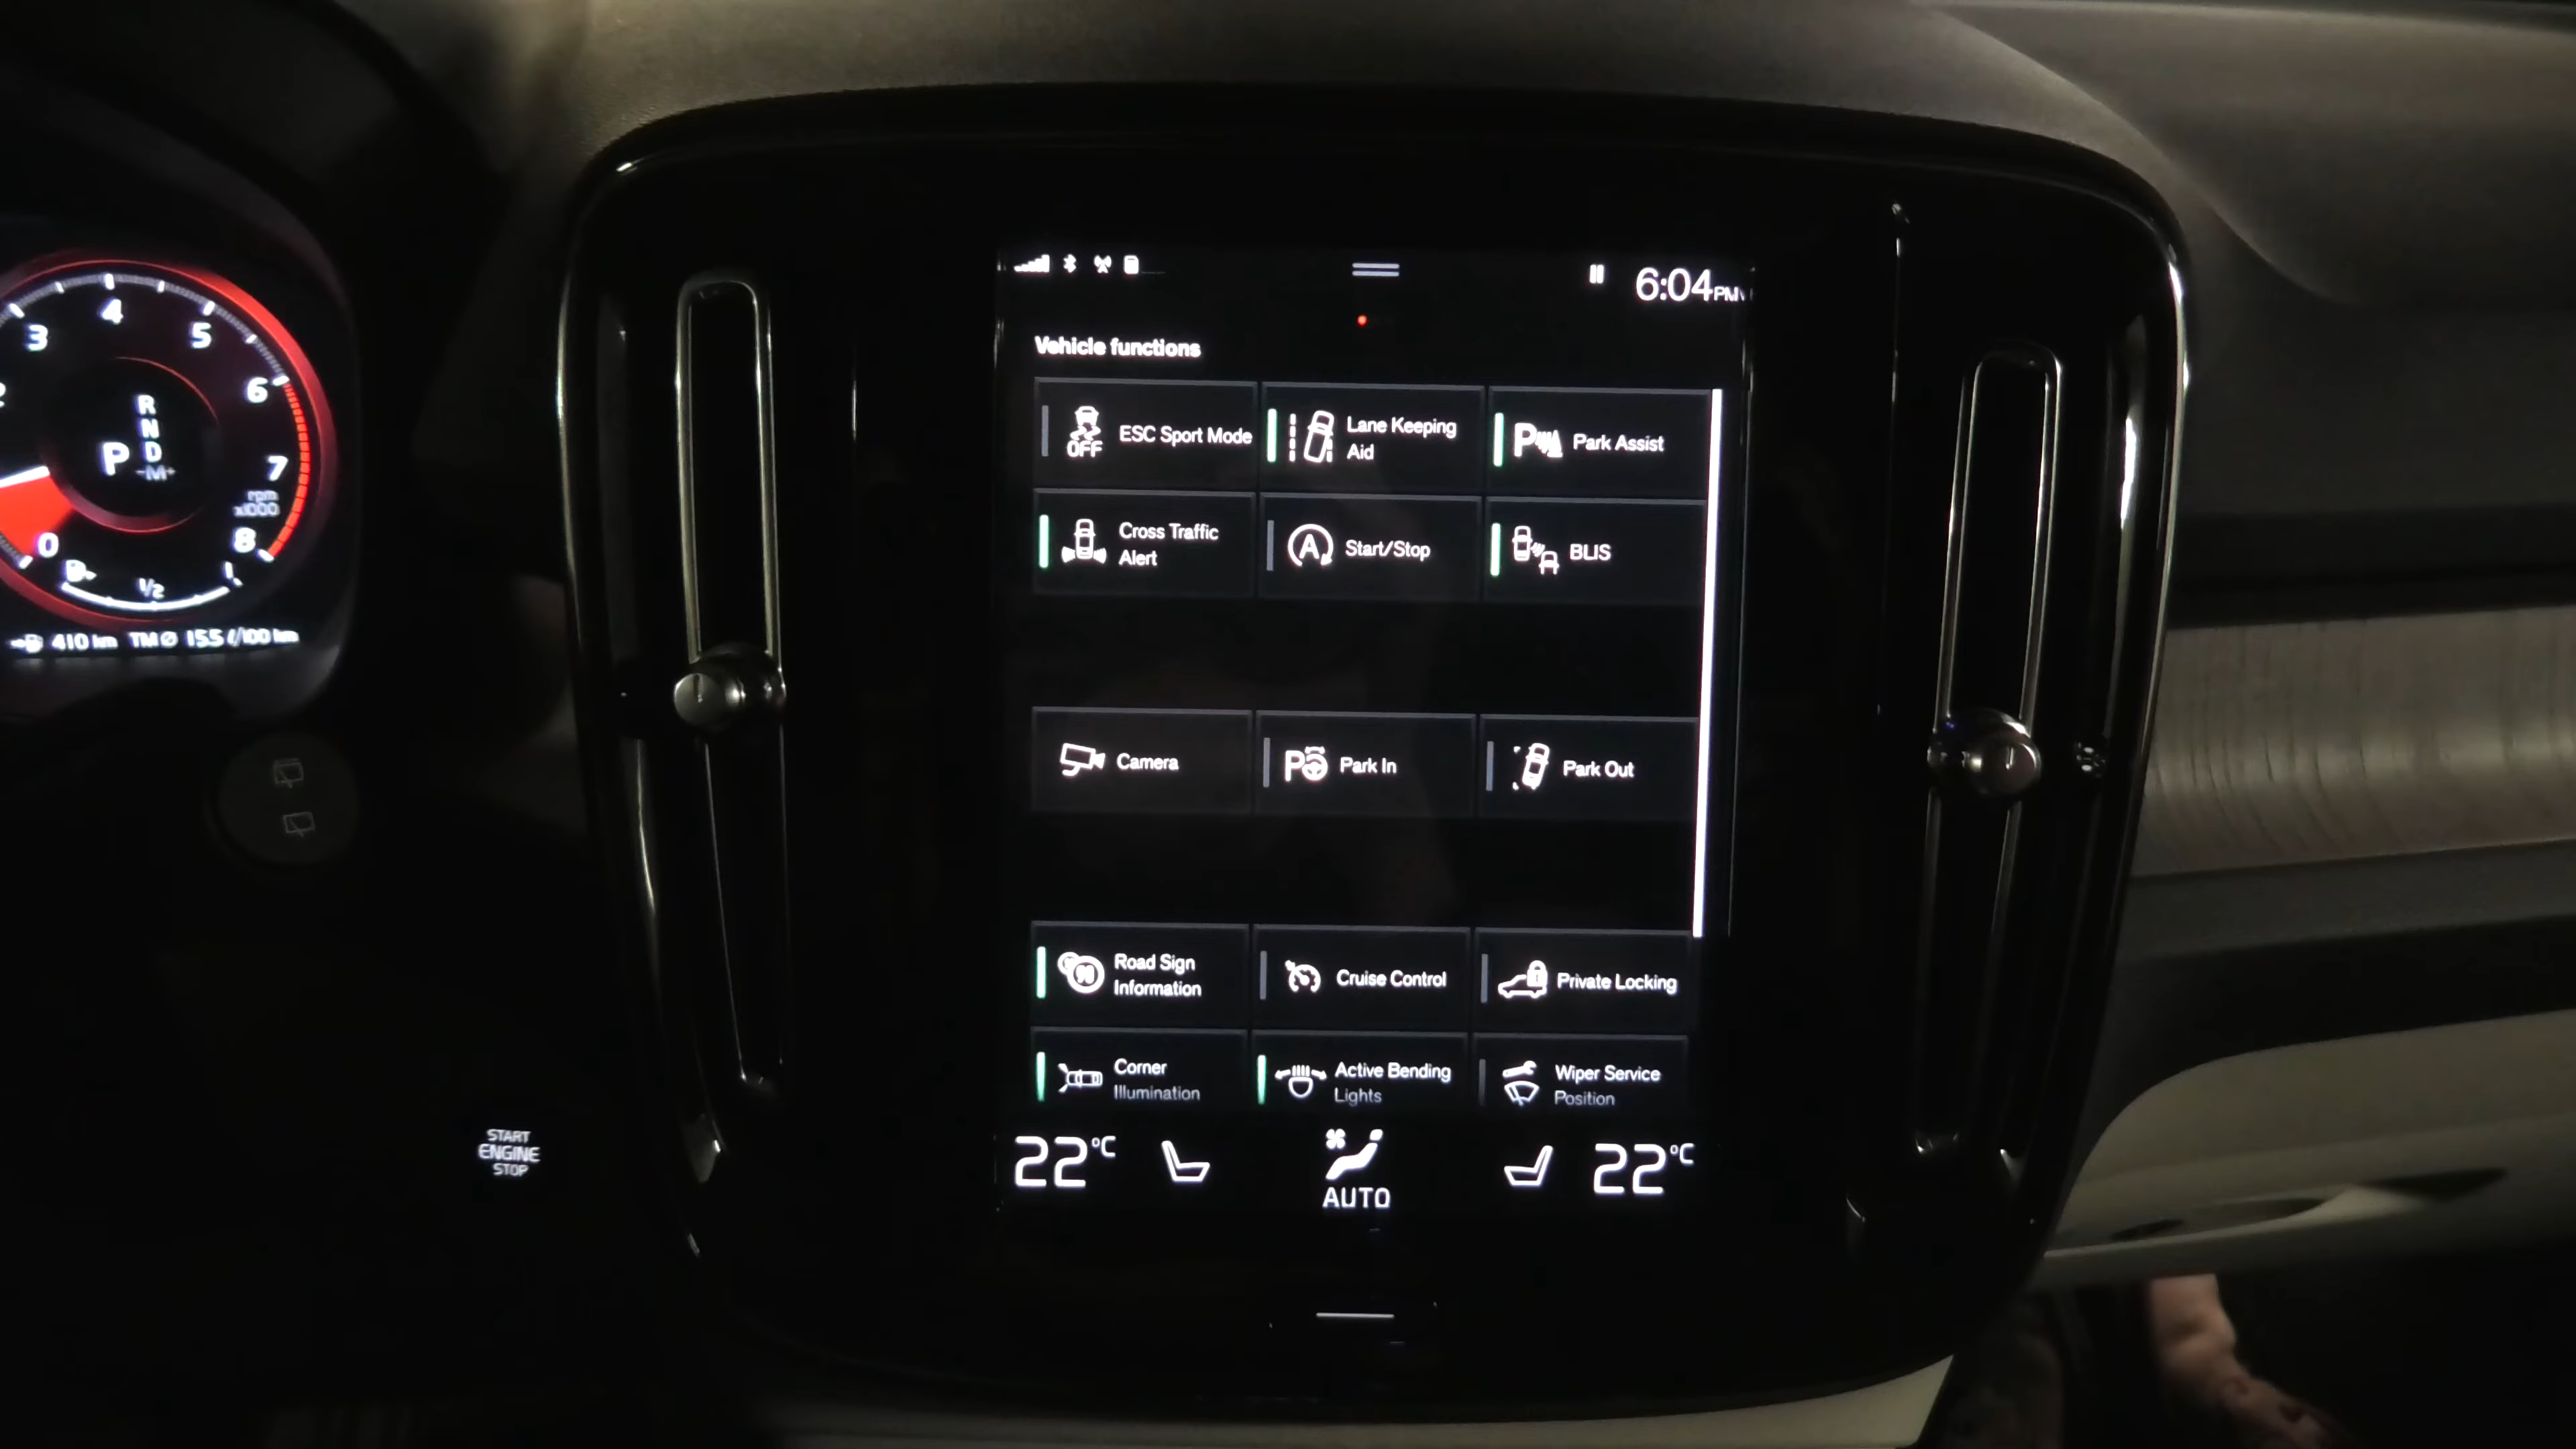 6:04PM
Vehicle functions
OFF
ESC Sport Mode
Lane Keeping
Aid
P
Park Assist
Cross Traffic
Alert
A
Start/Stop
BLIS
Camera
P
Park In
Park Out
Road Sign
Information
Cruise Control
Private Locking
Corner
Illumination
Active Bending
Lights
Wiper Service
Position
22°C
AUTO
22°C
2
3
4
5
6
7
8
0
rpm
x1000
R
N
P D
-M+
1/2
410 km TM Ø 15.5 l/100 km
START
ENGINE
STOP